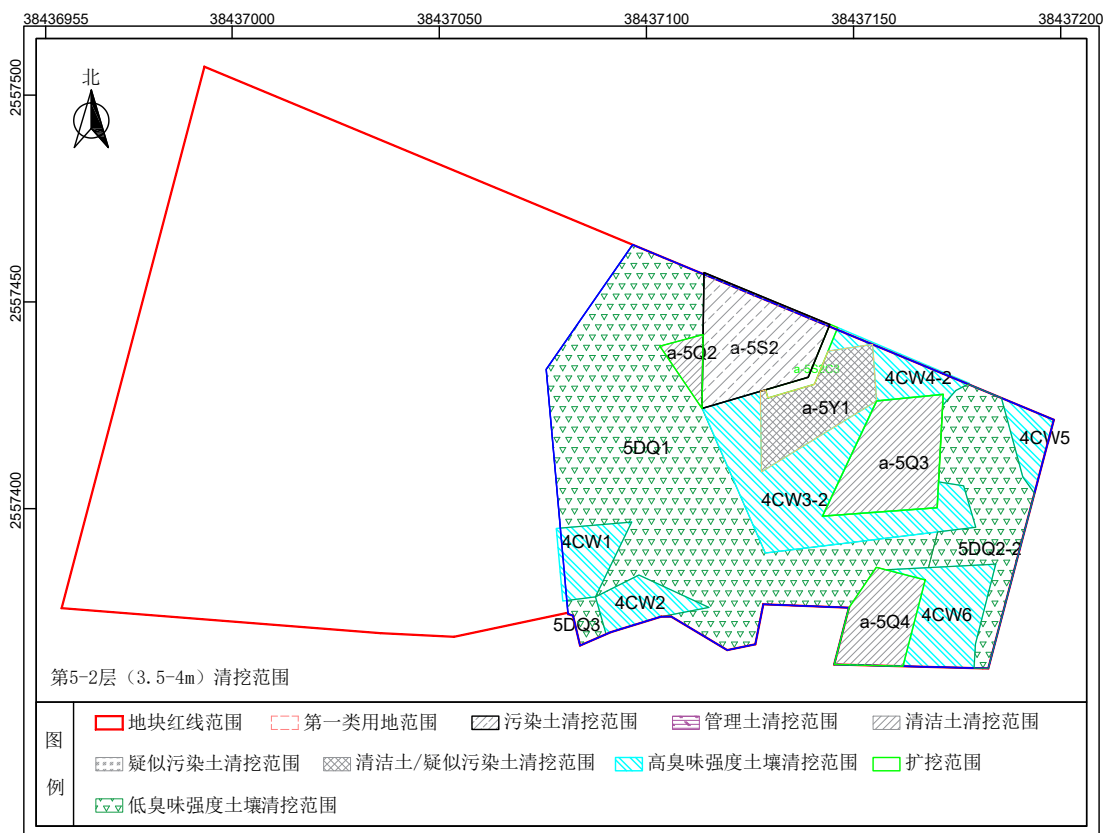 38436955 38437000 38437050 38437100 38437150 38437200
2557500
2557450
2557400
北
a-5Q2
a-5S2
a-5Y1
4CW4-2
4CW5
5DQ1
a-5Q3
4CW3-2
4CW1
5DQ2-2
4CW2
4CW6
5DQ3
a-5Q4
第5-2层（3.5-4m）清挖范围
图例
地块红线范围 第一类用地范围 污染土清挖范围 管理土清挖范围 清洁土清挖范围
疑似污染土清挖范围 清洁土/疑似污染土清挖范围 高臭味强度土壤清挖范围 扩挖范围
低臭味强度土壤清挖范围